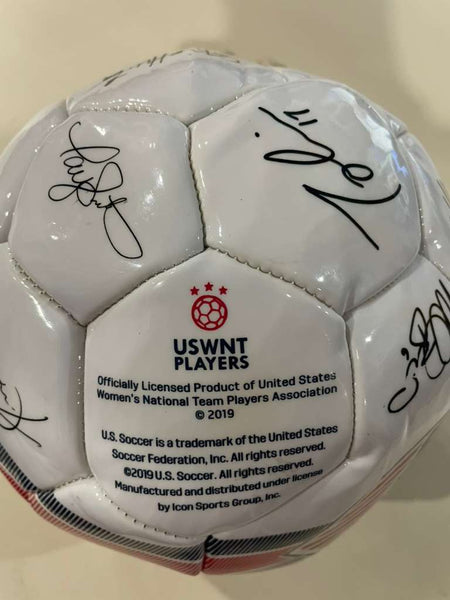 17
USWNT
PLAYERS
Officially Licensed Product of United States
Women's National Team Players Association
© 2019
U.S. Soccer is a trademark of the United States
Soccer Federation, Inc. All rights reserved.
©2019 U.S. Soccer. All rights reserved.
Manufactured and distributed under license
by Icon Sports Group, Inc.